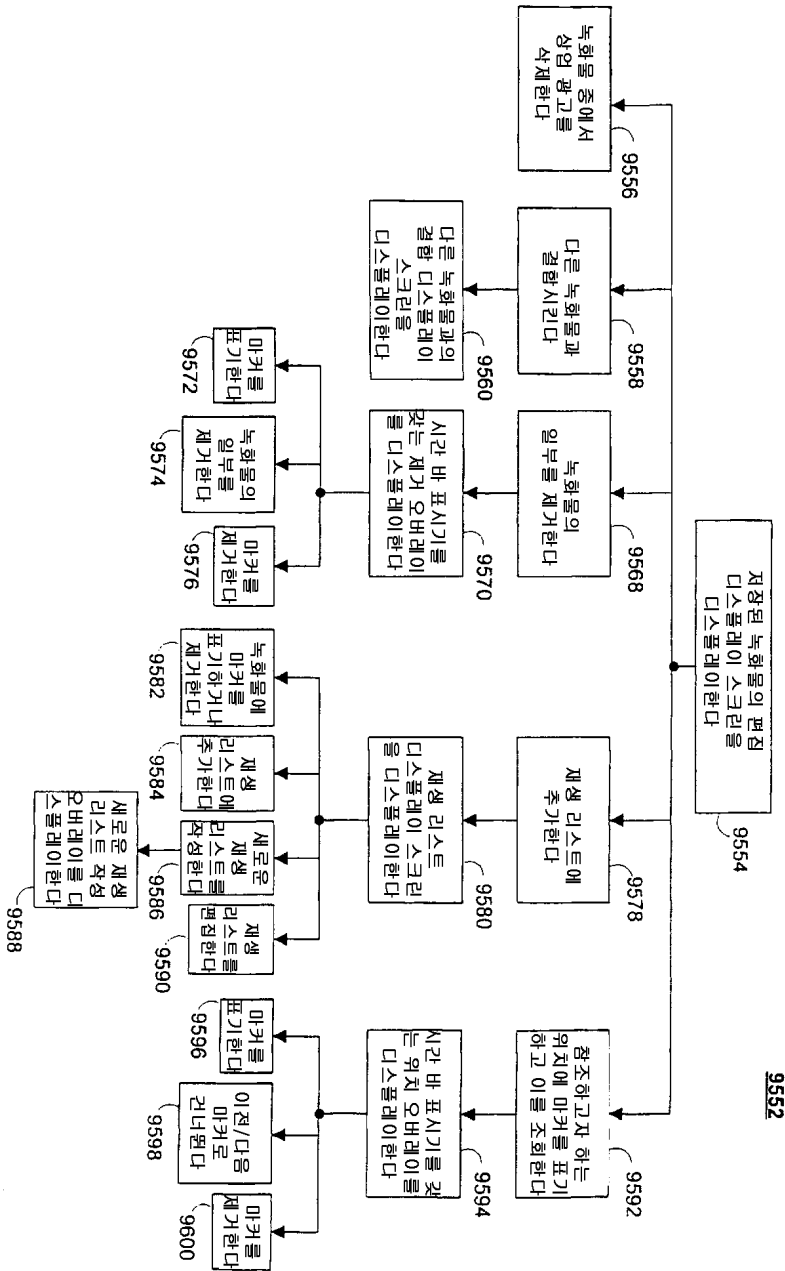 9552
저장된 녹화물의 편집
디스플레이 스크린을
디스플레이한다
9554
녹화물 중에서
상업 광고를
삭제한다
9556
다른 녹화물과
결합시킨다
9558
녹화물의
일부를 제거한다
9568
재생 리스트에
추가한다
9578
참조하고자 하는
위치에 마커를 표기
하고 이를 조회한다
9592
다른 녹화물과의
결합 디스플레이
스크린을
디스플레이한다
9560
시간 바 표시기를
갖는 제거 오버레이
를 디스플레이한다
9570
재생 리스트
디스플레이 스크린
을 디스플레이한다
9580
시간 바 표시기를 갖
는 위치 오버레이를
디스플레이한다
9594
마커를
표기한다
9572
녹화물의
일부를
제거한다
9574
마커를
제거한다
9576
녹화물에
마커를
표기하거나
제거한다
9582
재생
리스트에
추가한다
9584
새로운
재생
리스트를
작성한다
9586
재생
리스트를
편집한다
9590
마커를
표기한다
9596
이전/다음
마커로
건너뛴다
9598
마커를
제거한다
9600
새로운 재생
리스트 작성
오버레이를 디
스플레이한다
9588